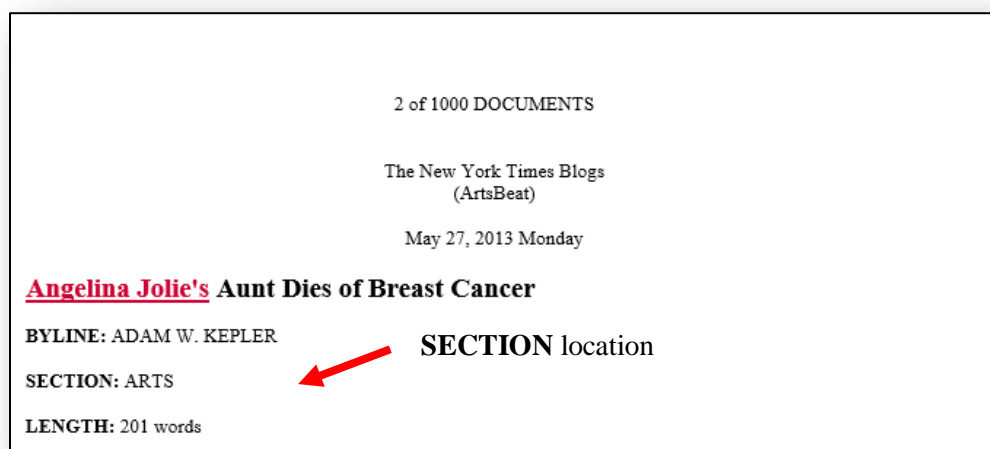 2 of 1000 DOCUMENTS
The New York Times Blogs
(ArtsBeat)
May 27, 2013 Monday
Angelina Jolie's Aunt Dies of Breast Cancer
BYLINE: ADAM W. KEPLER
SECTION location
SECTION: ARTS
LENGTH: 201 words